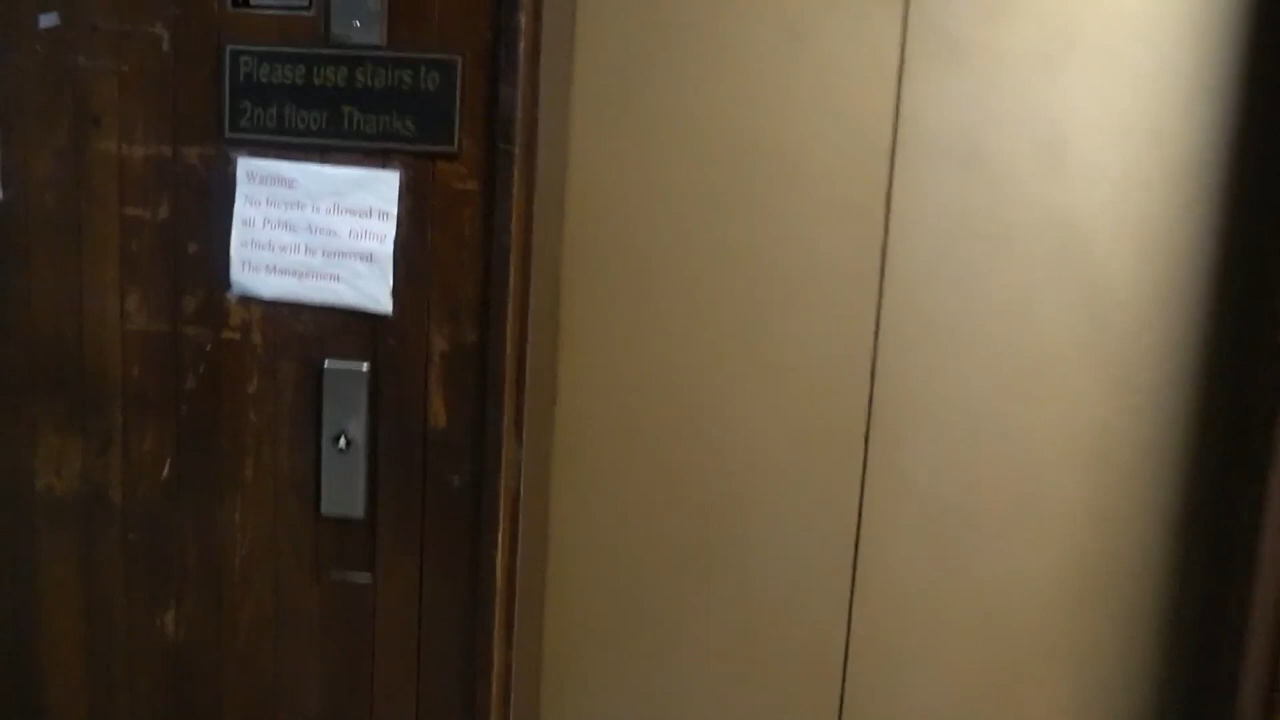 Please use stairs to
2nd floor. Thanks
Warning:
No bicycle is allowed in
all Public Areas, failing
which will be removed.
The Management